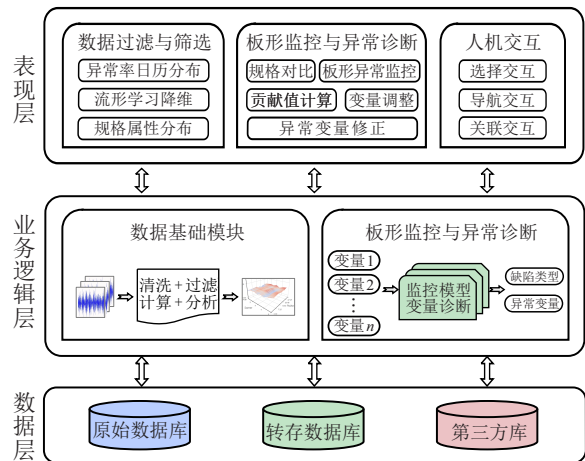 表现层
数据过滤与筛选
异常率日历分布
流形学习降维
规格属性分布
板形监控与异常诊断
规格对比
板形异常监控
贡献值计算
变量调整
异常变量修正
人机交互
选择交互
导航交互
关联交互
业务逻辑层
数据基础模块
清洗+过滤
计算+分析
板形监控与异常诊断
变量1
变量2
⋮
变量n
监控模型
变量诊断
缺陷类型
异常变量
数据层
原始数据库
转存数据库
第三方库